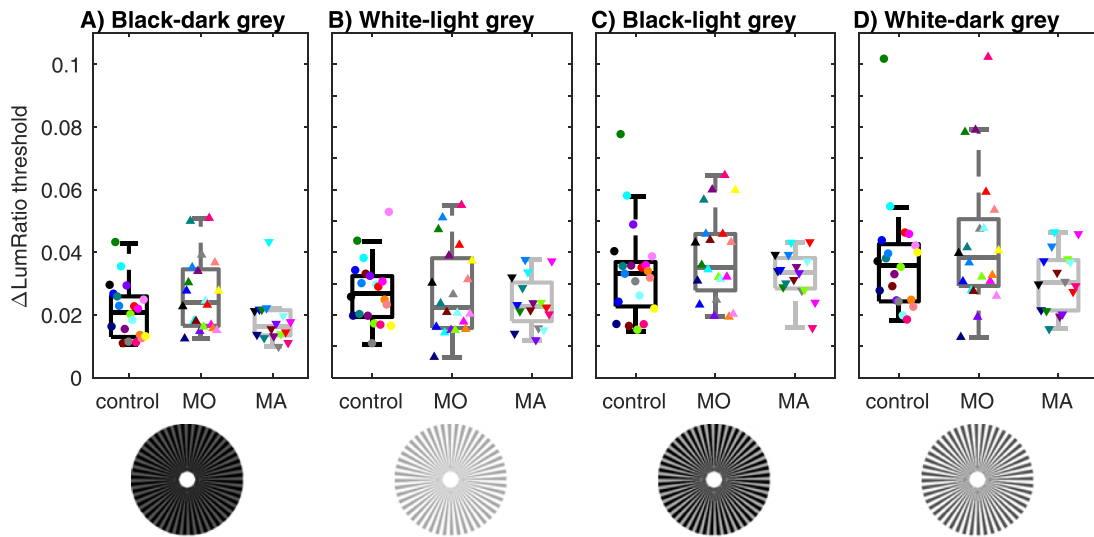 A) Black-dark grey
B) White-light grey
C) Black-light grey
D) White-dark grey
ΔLumRatio threshold
0.1
0.08
0.06
0.04
0.02
0
control MO MA
control MO MA
control MO MA
control MO MA